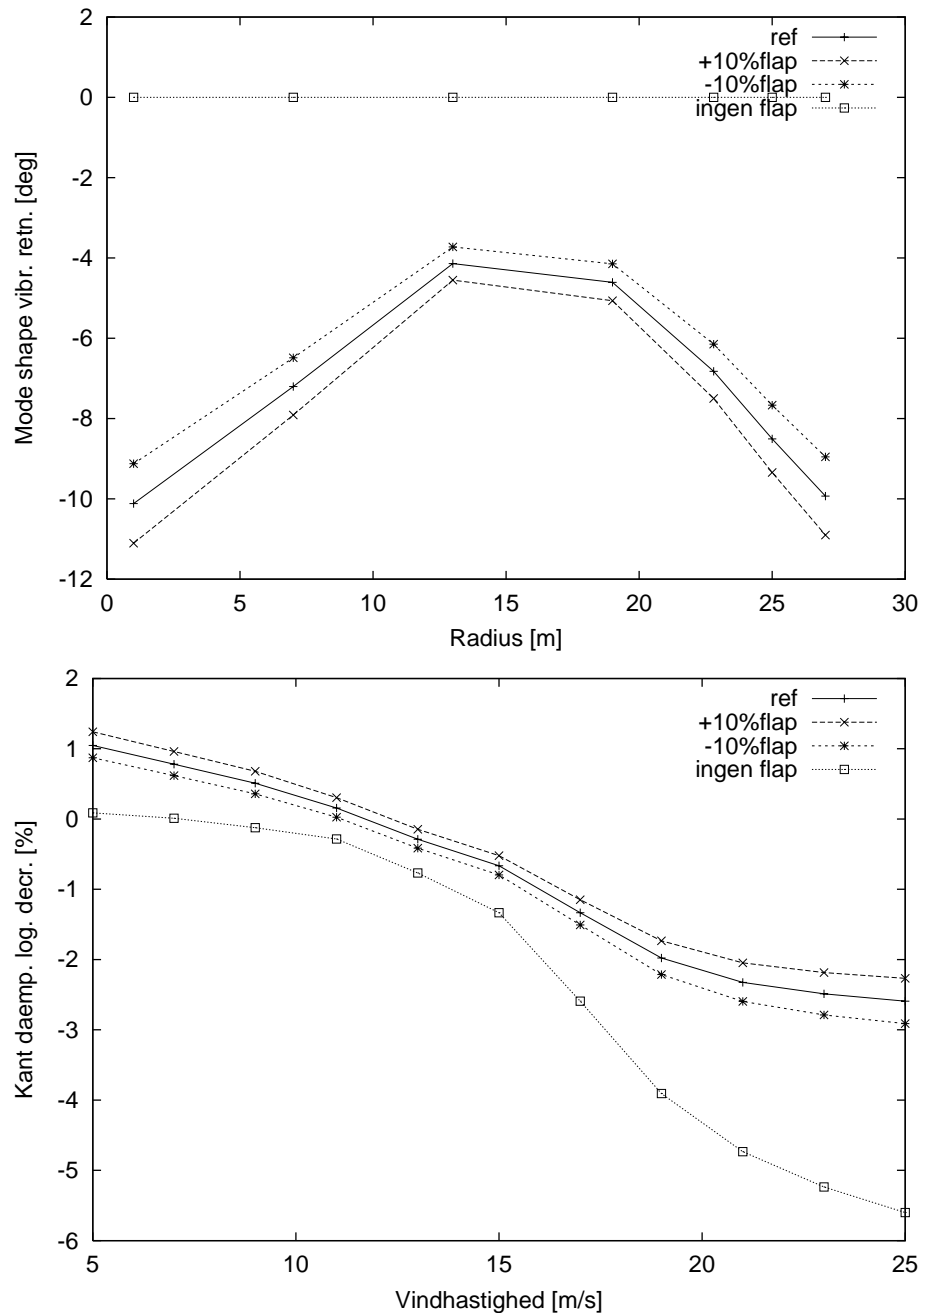 2
0
-2
-4
-6
-8
-10
-12
0 5 10 15 20 25 30
Mode shape vibr. retn. [deg]
Radius [m]
ref
+10%flap
-10%flap
ingen flap
2
1
0
-1
-2
-3
-4
-5
-6
5 10 15 20 25
Kant daemp. log. decr. [%]
Vindhastighed [m/s]
ref
+10%flap
-10%flap
ingen flap